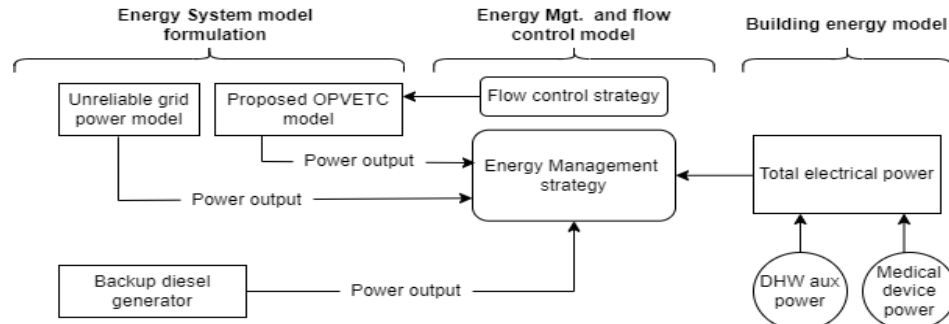 Energy System model
formulation
Energy Mgt. and flow
control model
Building energy model
Unreliable grid
power model
Proposed OPVETC
model
Flow control strategy
Power output
Energy Management
strategy
Total electrical power
Power output
Backup diesel
generator
Power output
DHW aux
power
Medical
device
power